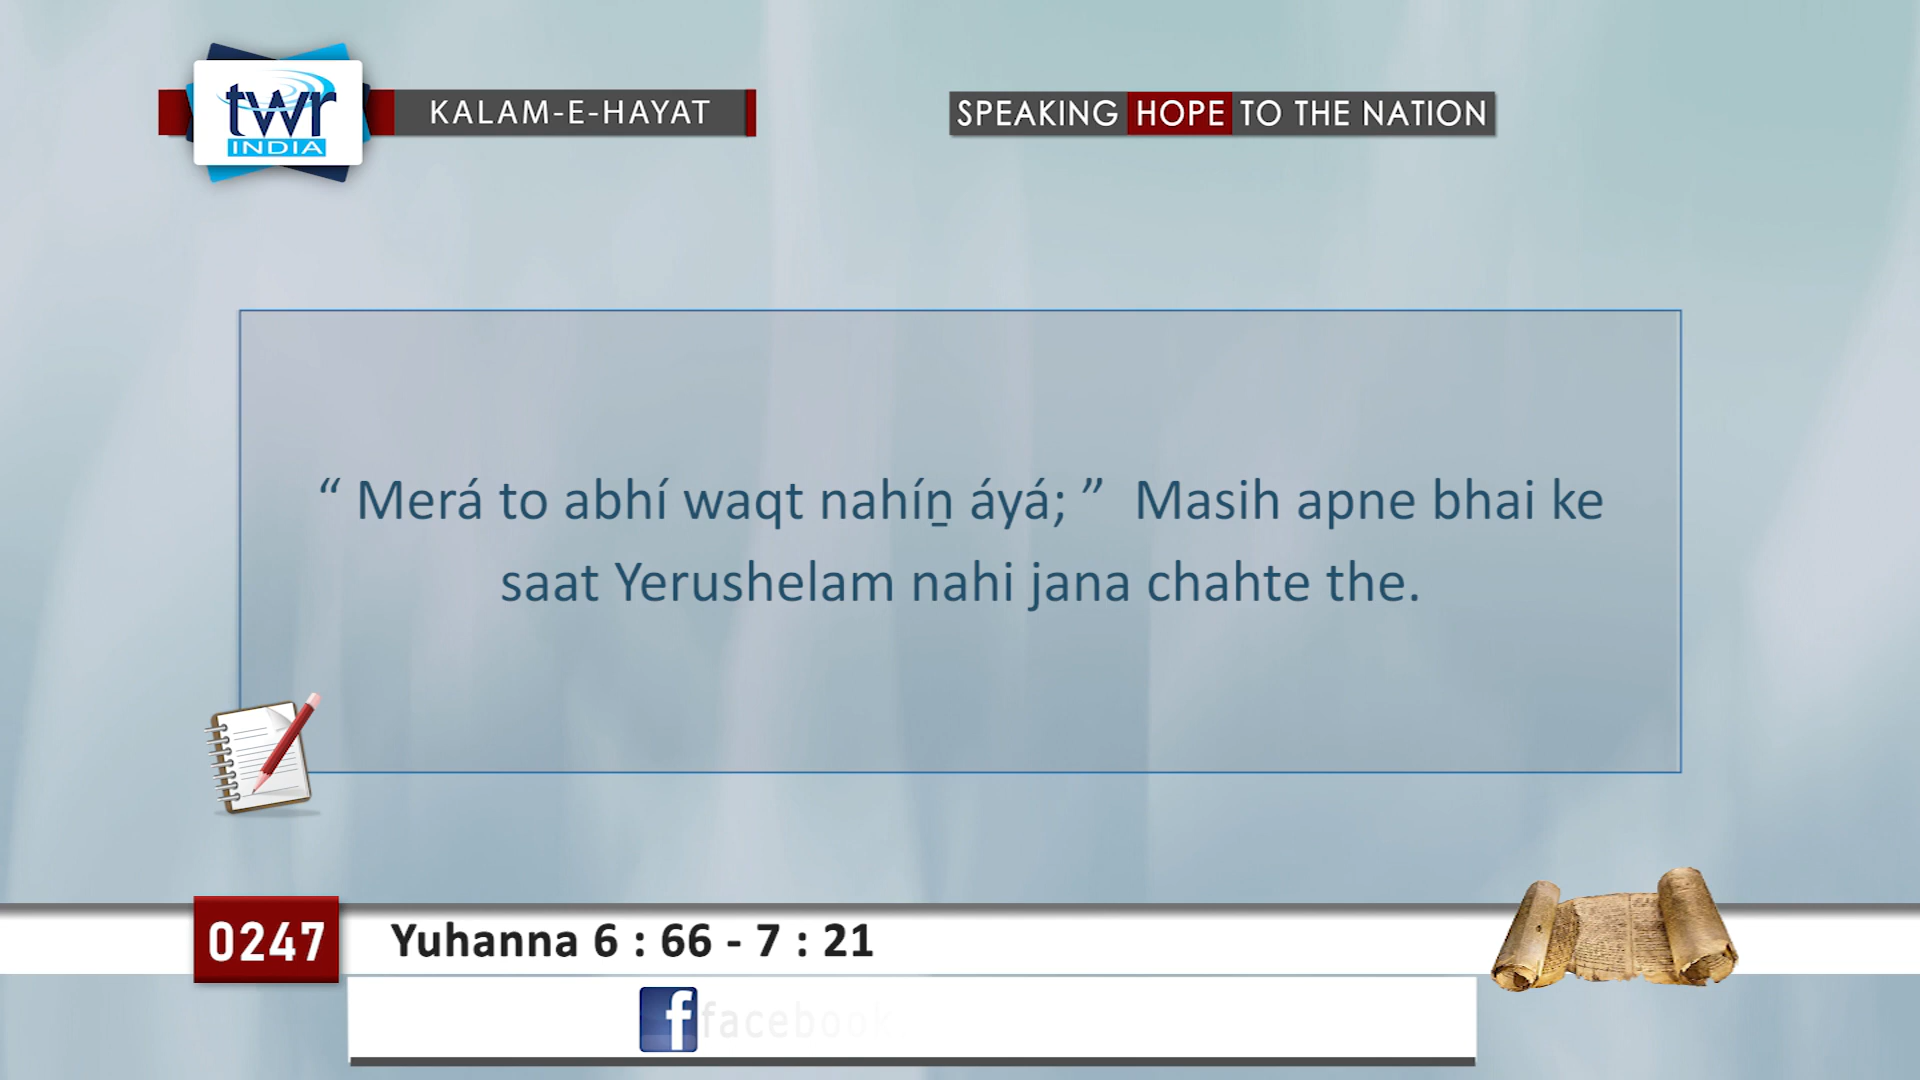 twr
INDIA
KALAM-E-HAYAT
SPEAKING HOPE TO THE NATION
“ Merá to abhí waqt nahíṉ áyá; ” Masih apne bhai ke
saat Yerushelam nahi jana chahte the.
0247
Yuhanna 6 : 66 - 7 : 21
facebook